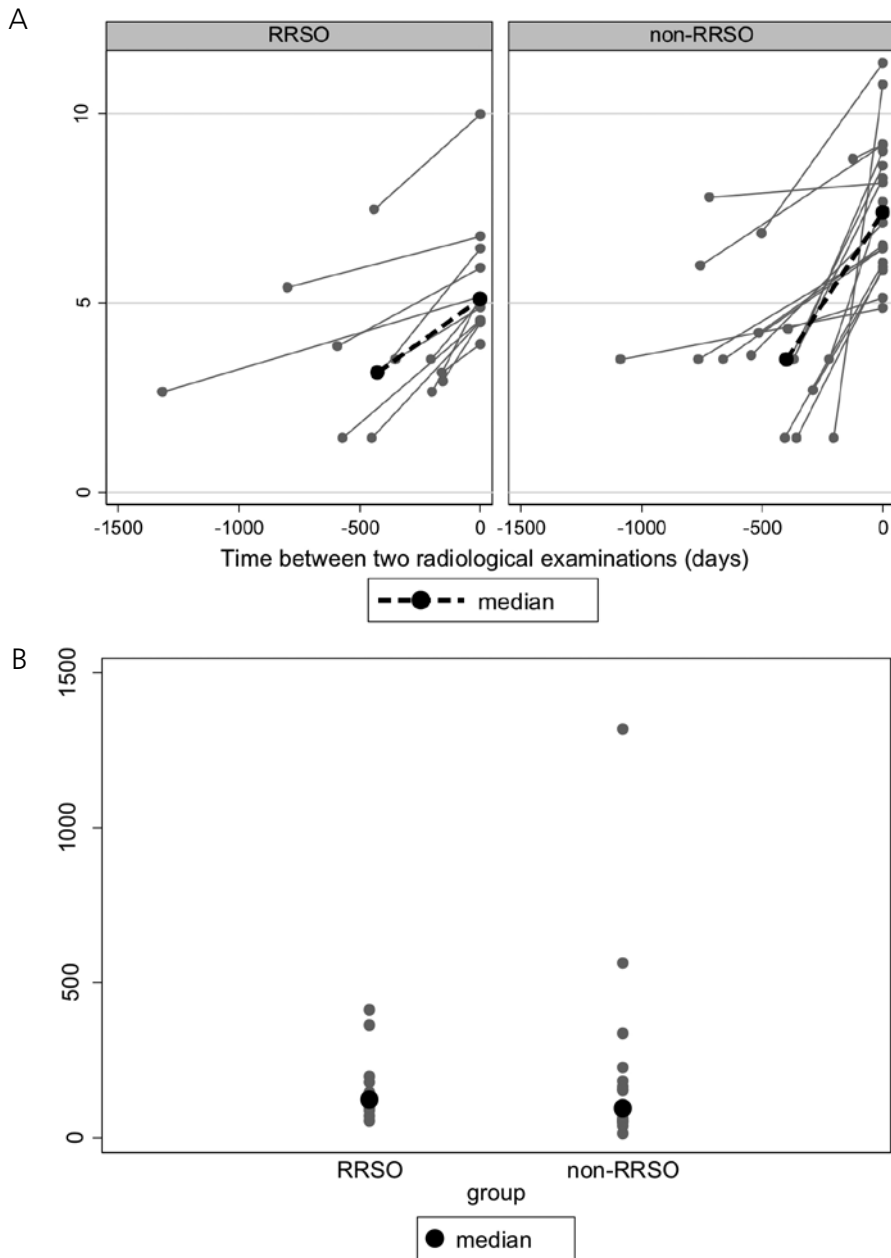 A
RRSO
non-RRSO
10
5
0
-1500 -1000 -500 0
-1500 -1000 -500 0
Time between two radiological examinations (days)
median
B
1500
1000
500
0
RRSO
non-RRSO
group
median